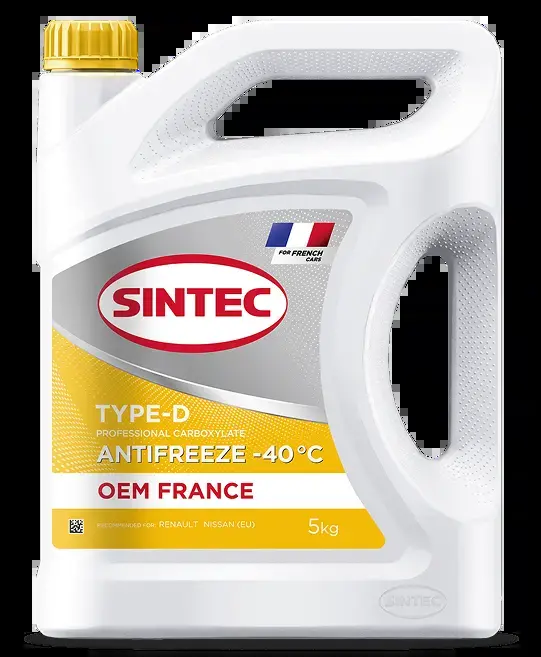 FOR FRENCH
CARS
SINTEC
TYPE-D
PROFESSIONAL CARBOXYLATE
ANTIFREEZE -40°C
OEM FRANCE
RECOMMENDED FOR: RENAULT NISSAN (EU)
5kg
SINTEC